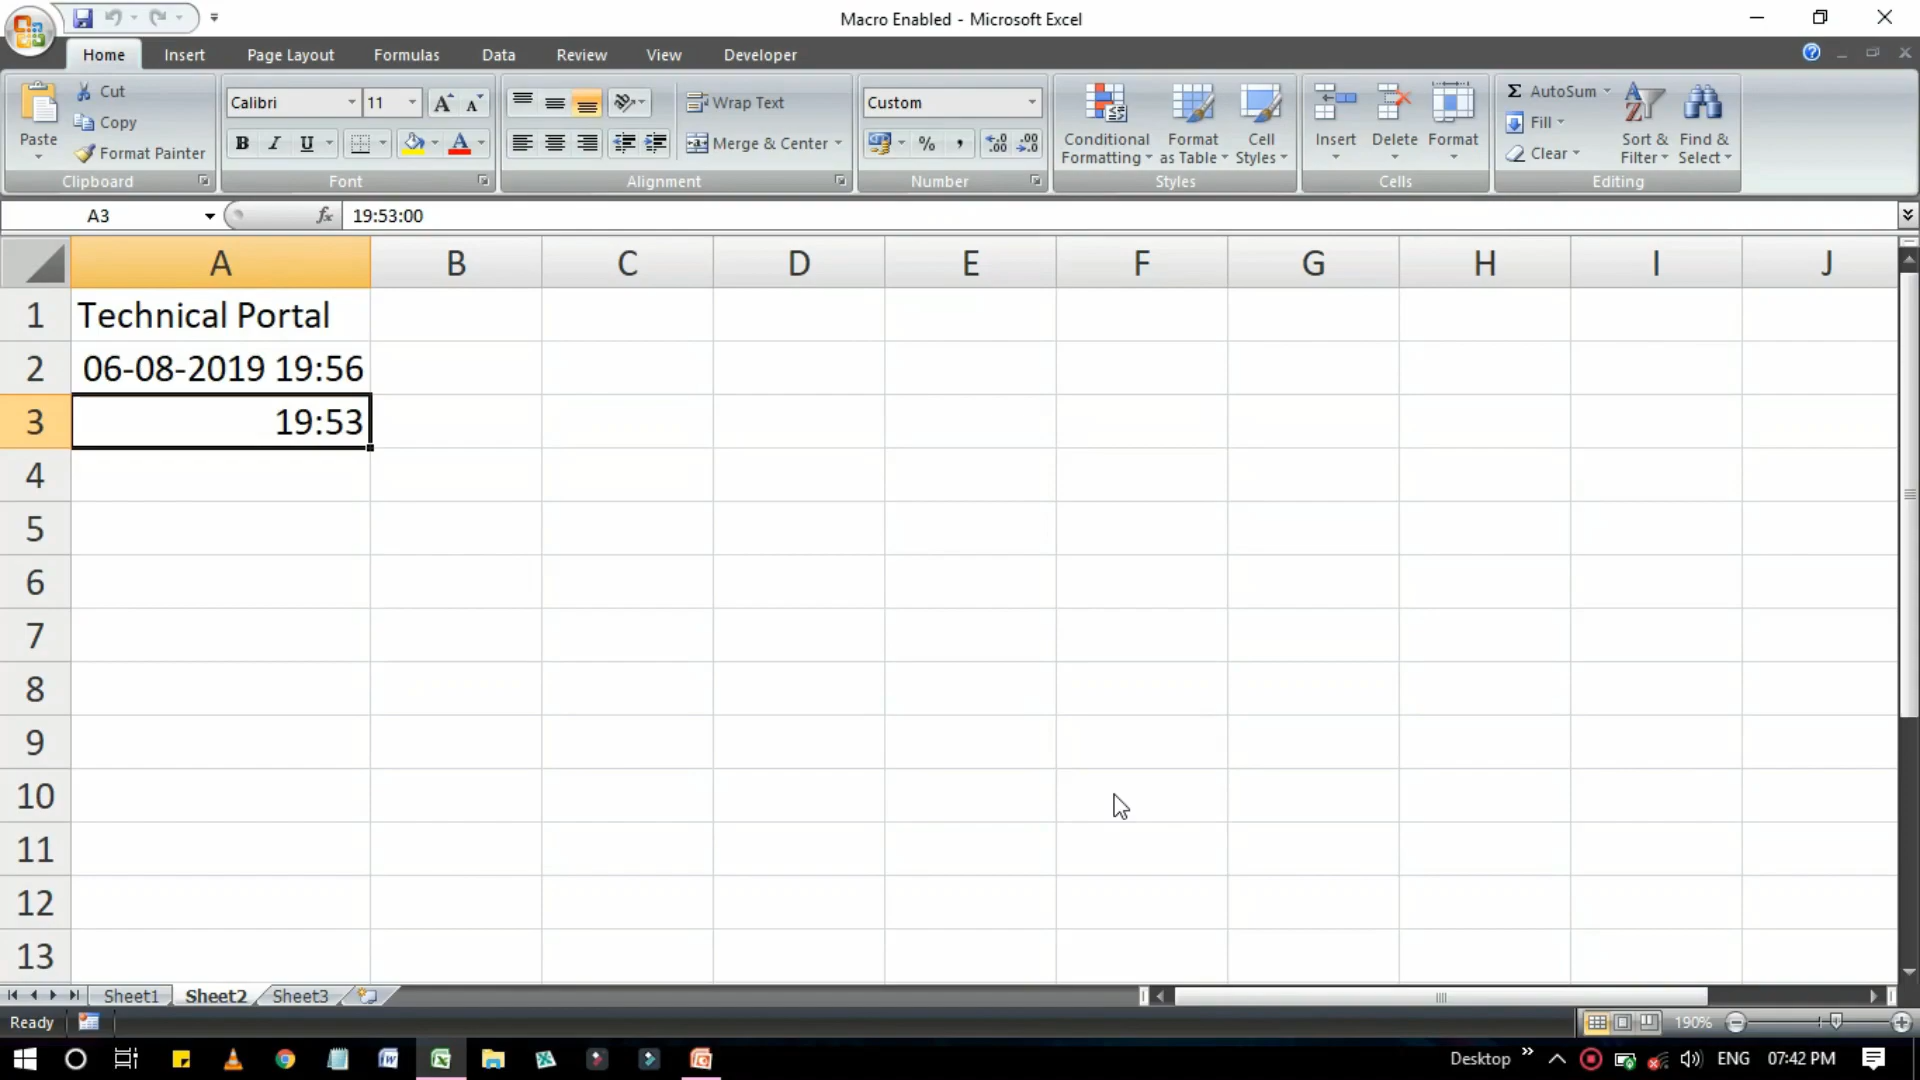 Macro Enabled - Microsoft Excel
Home Insert Page Layout Formulas Data Review View Developer
Paste
Cut
Copy
Format Painter
Clipboard
Calibri 11
B I U
Font
Wrap Text
Merge & Center
Alignment
Custom
% ,
Number
Conditional Formatting
Format as Table
Cell Styles
Styles
Insert
Delete
Format
Cells
AutoSum
Fill
Clear
Sort & Filter
Find & Select
Editing
A3 fx 19:53:00
A B C D E F G H I J
1 Technical Portal
2 06-08-2019 19:56
3 19:53
4
5
6
7
8
9
10
11
12
13
Sheet1 Sheet2 Sheet3
Ready 190%
Desktop ENG 07:42 PM